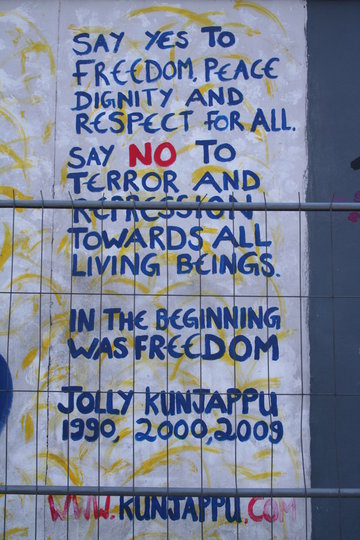 SAY YES TO
FREEDOM, PEACE
DIGNITY AND
RESPECT FOR ALL.
SAY NO TO
TERROR AND
REPRESSION
TOWARDS ALL
LIVING BEINGS.
IN THE BEGINNING
WAS FREEDOM
JOLLY KUNJAPPU
1990, 2000, 2009
WWW.KUNJAPPU.COM